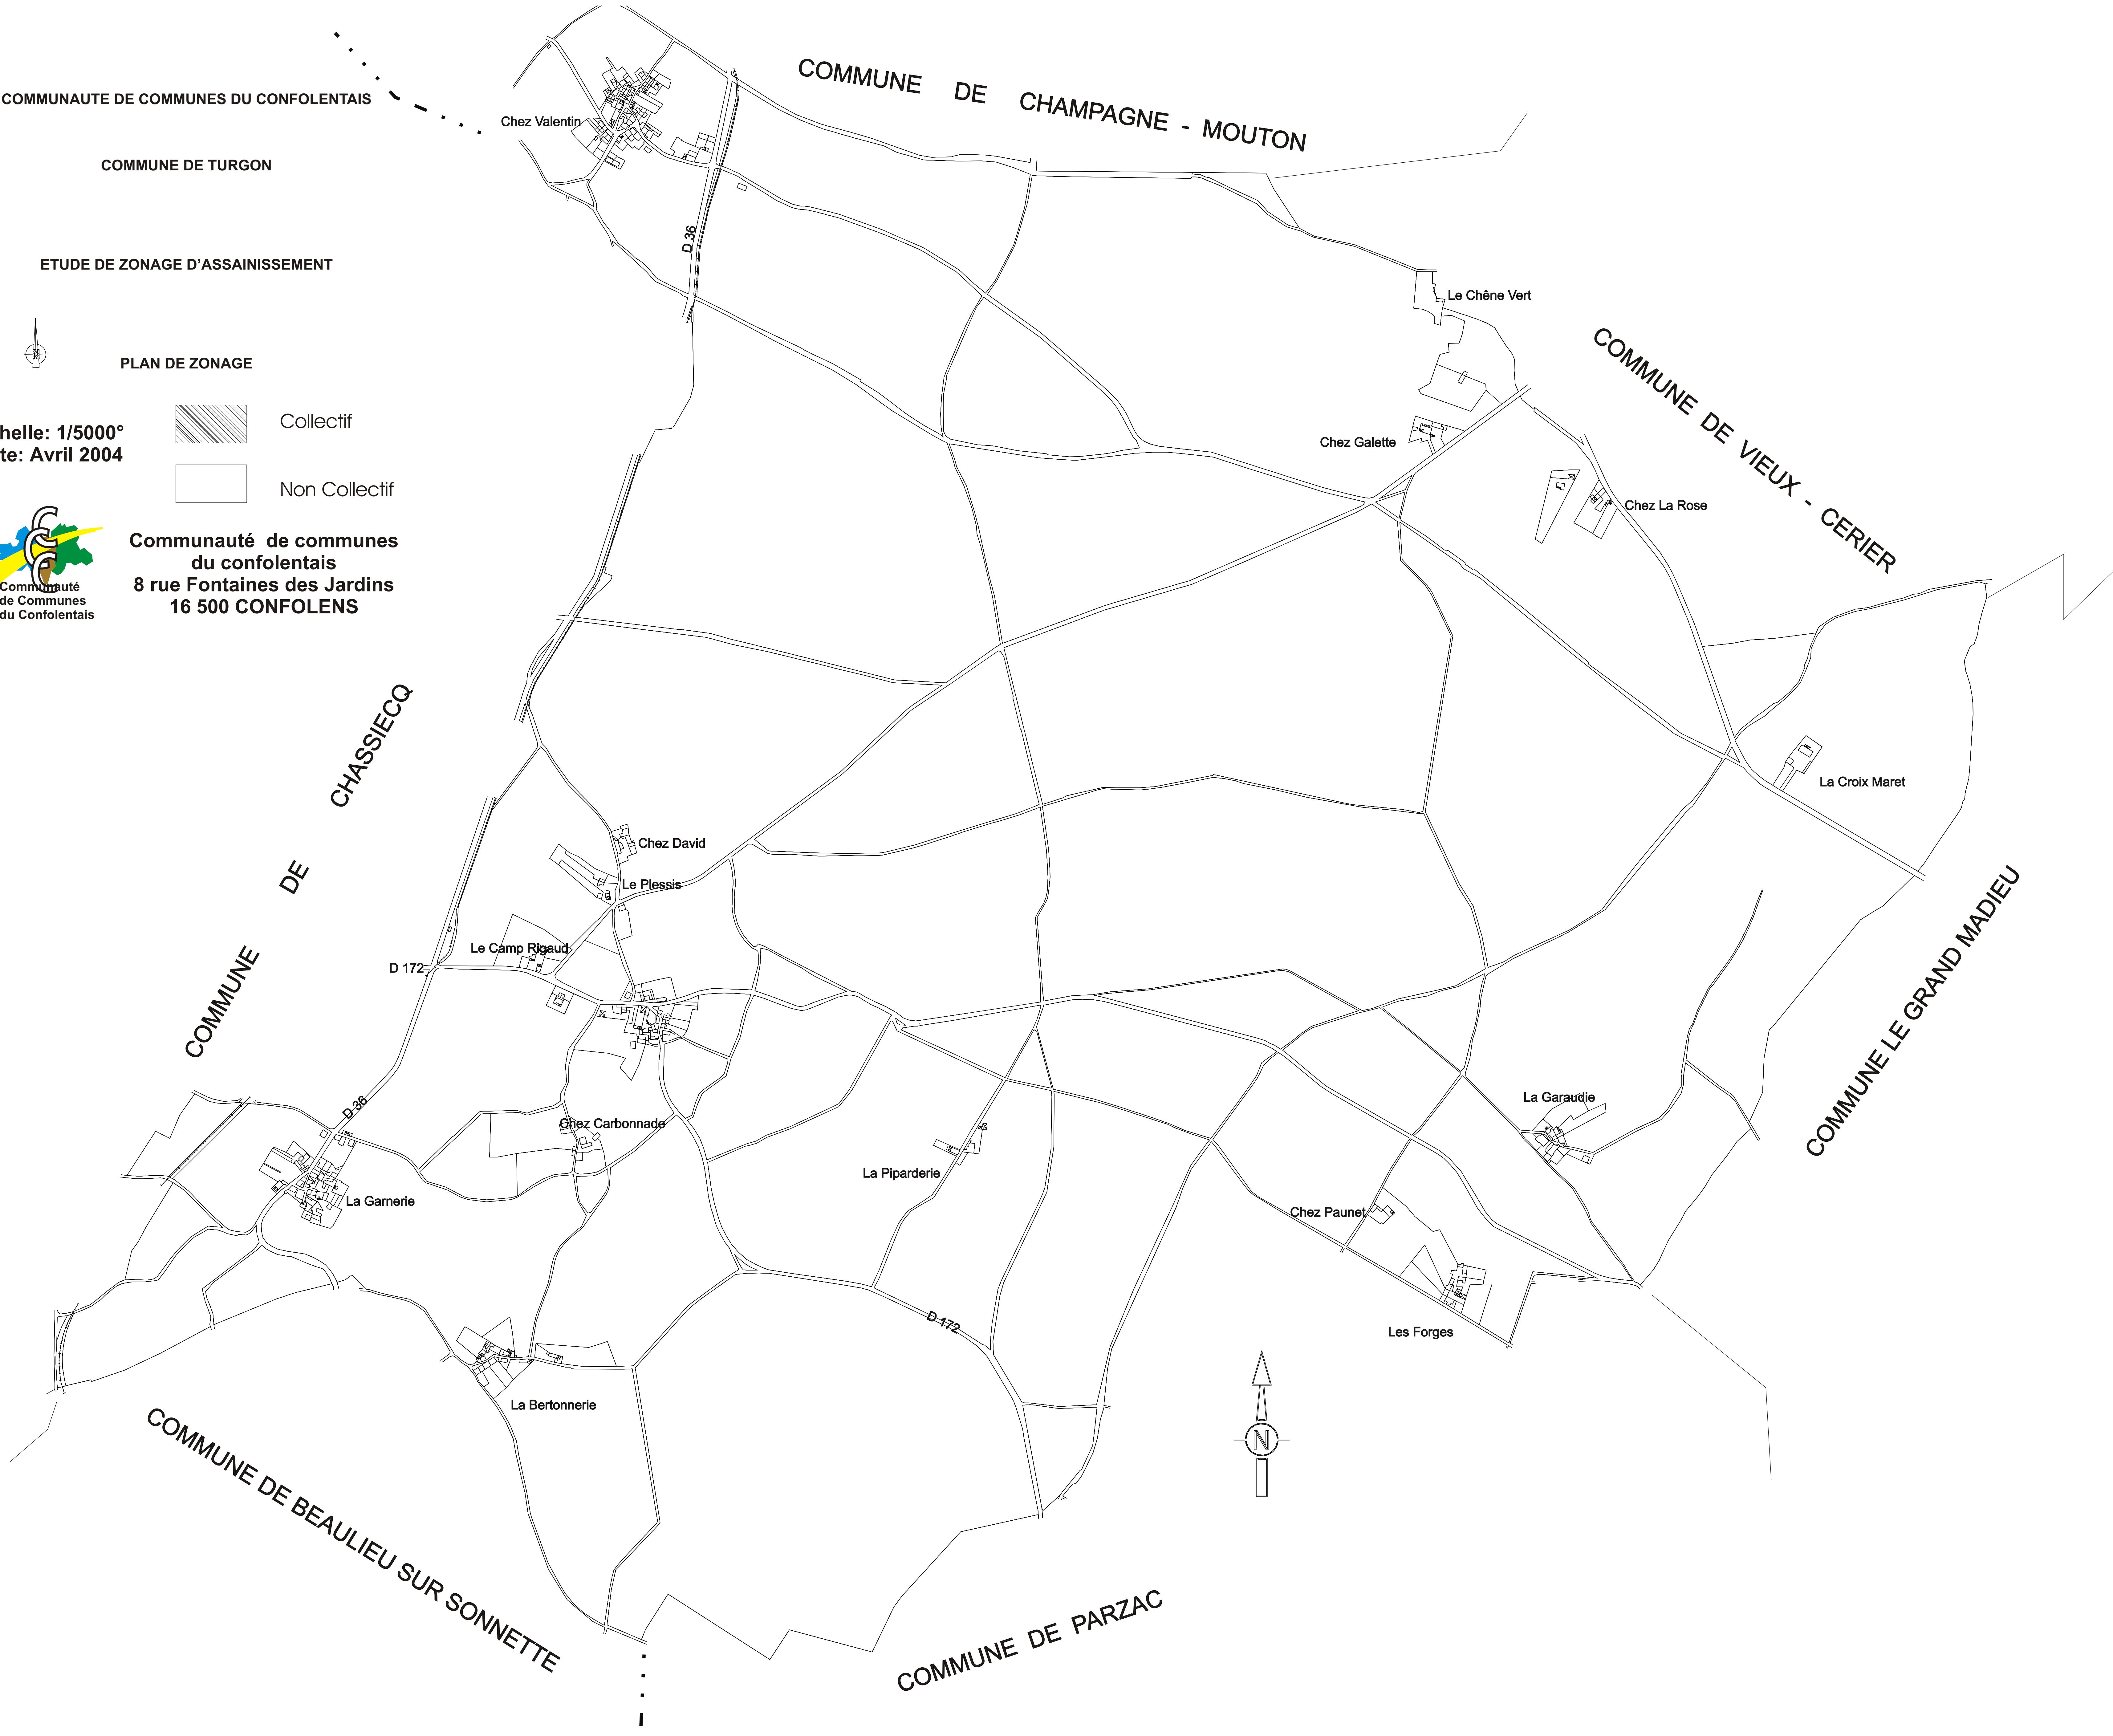 COMMUNAUTE DE COMMUNES DU CONFOLENTAIS
COMMUNE DE TURGON
ETUDE DE ZONAGE D'ASSAINISSEMENT
N
PLAN DE ZONAGE
helle: 1/5000°
te: Avril 2004
Collectif
Non Collectif
Communauté
de Communes
du Confolentais
Communauté de communes
du confolentais
8 rue Fontaines des Jardins
16 500 CONFOLENS
COMMUNE DE CHAMPAGNE - MOUTON
Chez Valentin
D 36
Le Chêne Vert
COMMUNE DE VIEUX - CERIER
Chez Galette
Chez La Rose
COMMUNE DE CHASSIECQ
La Croix Maret
Chez David
Le Plessis
Le Camp Rigaud
D 172
COMMUNE LE GRAND MADIEU
D 36
Chez Carbonnade
La Garaudie
La Piparderie
La Garnerie
Chez Paunet
D 172
Les Forges
La Bertonnerie
N
COMMUNE DE BEAULIEU SUR SONNETTE
COMMUNE DE PARZAC